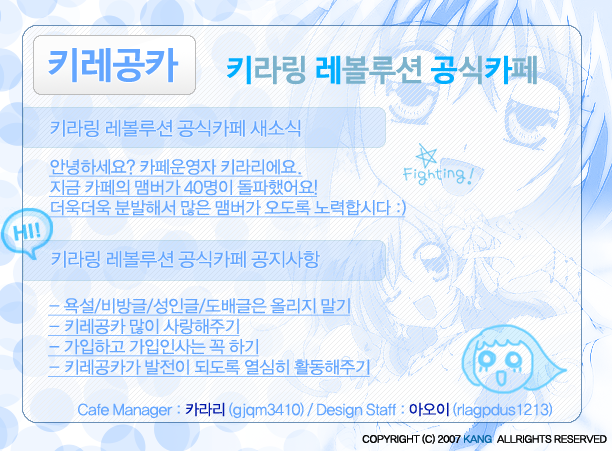 키레공카 키라링 레볼루션 공식카페
키라링 레볼루션 공식카페 새소식
안녕하세요? 카페운영자 키라리에요.
지금 카페의 맴버가 40명이 돌파했어요!
더욱더욱 분발해서 많은 맴버가 오도록 노력합시다 :)
Fighting!
HI!
키라링 레볼루션 공식카페 공지사항
- 욕설/비방글/성인글/도배글은 올리지 말기
- 키레공카 많이 사랑해주기
- 가입하고 가입인사는 꼭 하기
- 키레공카가 발전이 되도록 열심히 활동해주기
Cafe Manager : 카라리 (gjqm3410) / Design Staff : 아오이 (rlagpdus1213)
COPYRIGHT (C) 2007 KANG ALLRIGHTS RESERVED